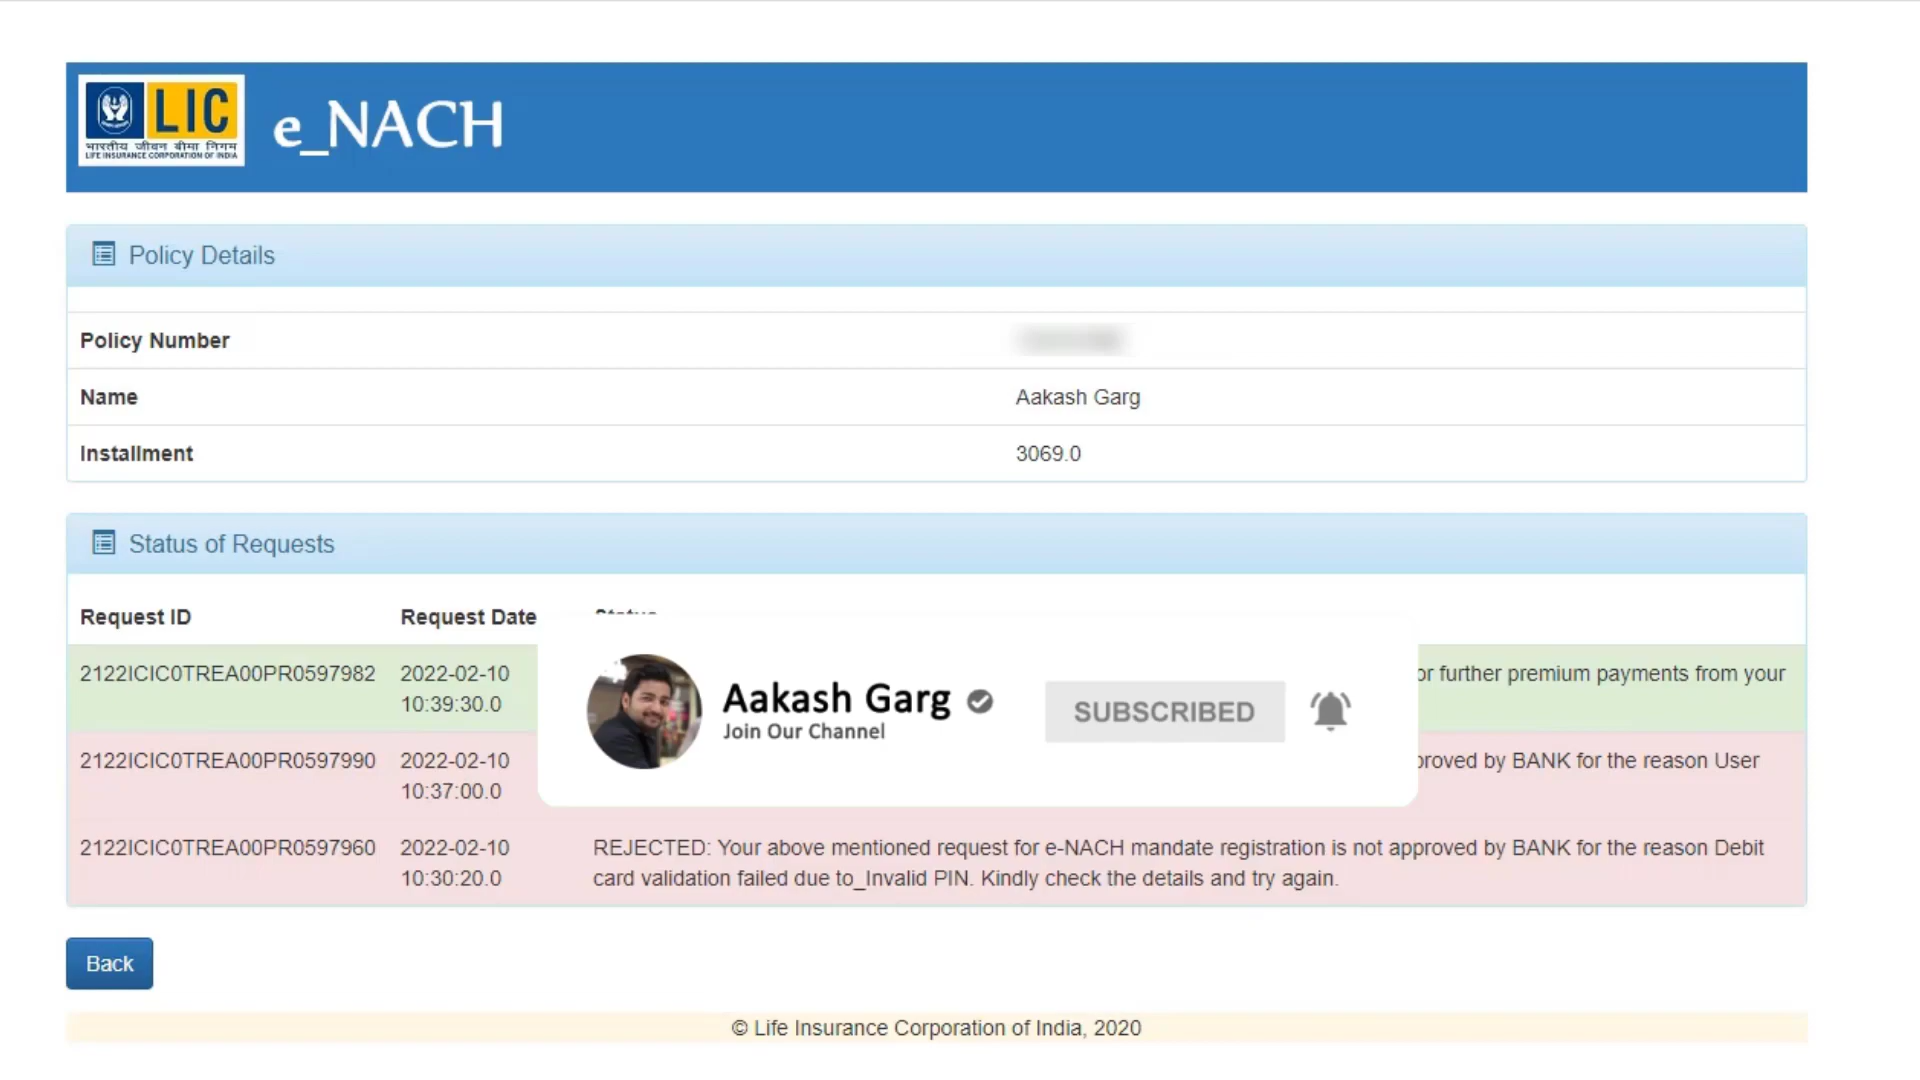 LIC
भारतीय जीवन बीमा निगम
LIFE INSURANCE CORPORATION OF INDIA
e_NACH
Policy Details
Policy Number
Name Aakash Garg
Installment 3069.0
Status of Requests
Request ID Request Date Status
2122ICIC0TREA00PR0597982 2022-02-10 or further premium payments from your
10:39:30.0
2122ICIC0TREA00PR0597990 2022-02-10 proved by BANK for the reason User
10:37:00.0
Aakash Garg
Join Our Channel
SUBSCRIBED
2122ICIC0TREA00PR0597960 2022-02-10 REJECTED: Your above mentioned request for e-NACH mandate registration is not approved by BANK for the reason Debit
10:30:20.0 card validation failed due to_Invalid PIN. Kindly check the details and try again.
Back
© Life Insurance Corporation of India, 2020